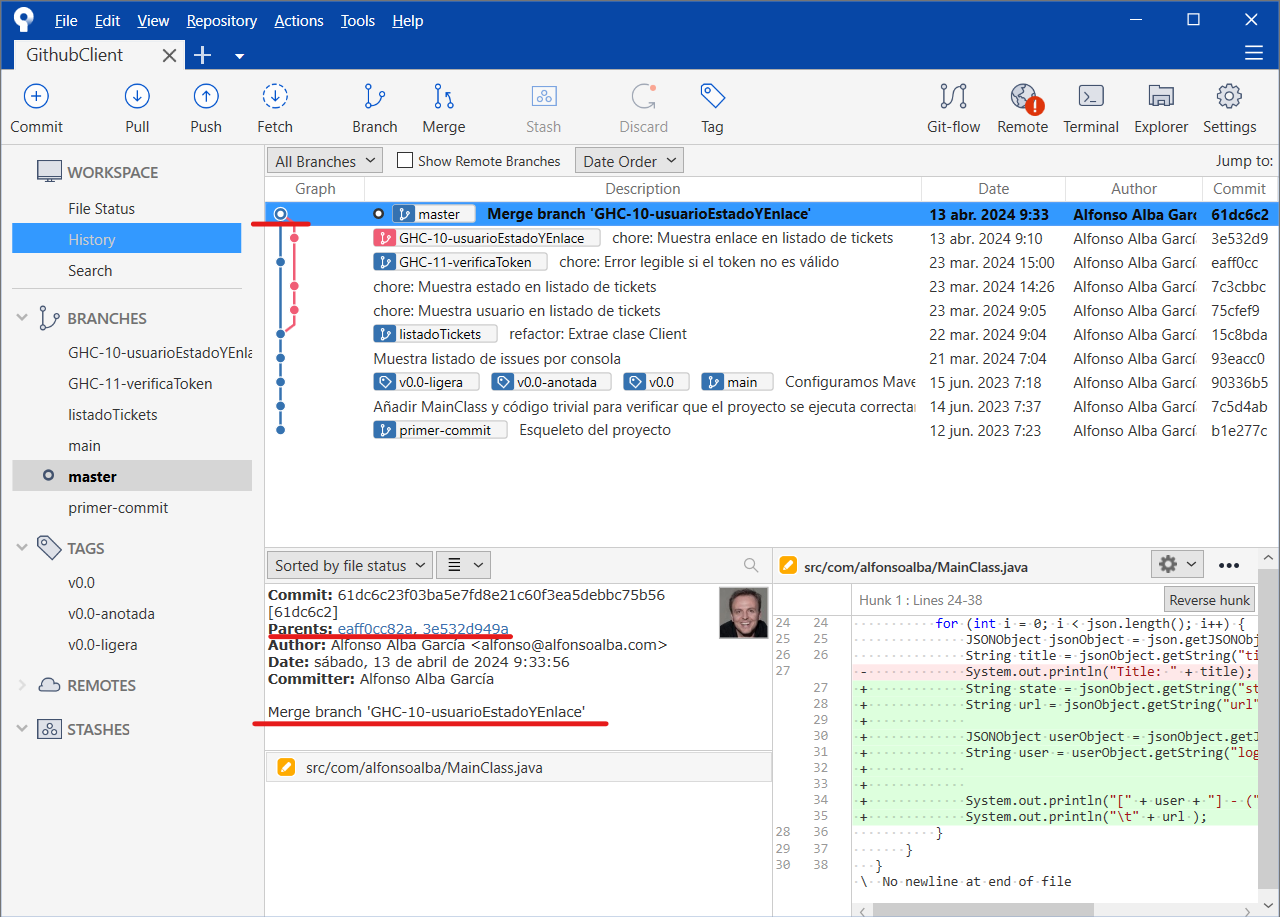 File Edit View Repository Actions Tools Help
GithubClient
Commit Pull Push Fetch Branch Merge Stash Discard Tag Git-flow Remote Terminal Explorer Settings
WORKSPACE
File Status
History
Search
BRANCHES
GHC-10-usuarioEstadoYEnla
GHC-11-verificaToken
listadoTickets
main
master
primer-commit
TAGS
v0.0
v0.0-anotada
v0.0-ligera
REMOTES
STASHES
All Branches Show Remote Branches Date Order Jump to:
Graph Description Date Author Commit
master Merge branch 'GHC-10-usuarioEstadoYEnlace' 13 abr. 2024 9:33 Alfonso Alba Garc 61dc6c2
GHC-10-usuarioEstadoYEnlace chore: Muestra enlace en listado de tickets 13 abr. 2024 9:10 Alfonso Alba Garcí 3e532d9
GHC-11-verificaToken chore: Error legible si el token no es válido 23 mar. 2024 15:00 Alfonso Alba Garcí eaff0cc
chore: Muestra estado en listado de tickets 23 mar. 2024 14:26 Alfonso Alba Garcí 7c3cbbc
chore: Muestra usuario en listado de tickets 23 mar. 2024 9:05 Alfonso Alba Garcí 75cfef9
listadoTickets refactor: Extrae clase Client 22 mar. 2024 9:04 Alfonso Alba Garcí 15c8bda
Muestra listado de issues por consola 21 mar. 2024 7:04 Alfonso Alba Garcí 93eacc0
v0.0-ligera v0.0-anotada v0.0 main Configuramos Mave 15 jun. 2023 7:18 Alfonso Alba Garcí 90336b5
Añadir MainClass y código trivial para verificar que el proyecto se ejecuta correctar 14 jun. 2023 7:37 Alfonso Alba Garcí 7c5d4ab
primer-commit Esqueleto del proyecto 12 jun. 2023 7:23 Alfonso Alba Garcí b1e277c
Sorted by file status
Commit: 61dc6c23f03ba5e7fd8e21c60f3ea5debbc75b56
[61dc6c2]
Parents: eaff0cc82a, 3e532d949a
Author: Alfonso Alba García <alfonso@alfonsoalba.com>
Date: sábado, 13 de abril de 2024 9:33:56
Committer: Alfonso Alba García
Merge branch 'GHC-10-usuarioEstadoYEnlace'
src/com/alfonsoalba/MainClass.java
src/com/alfonsoalba/MainClass.java
Hunk 1 : Lines 24-38 Reverse hunk
24 24 for (int i = 0; i < json.length(); i++) {
25 25 JSONObject jsonObject = json.getJSONObj
26 26 String title = jsonObject.getString("ti
27 - System.out.println("Title: " + title);
27 + String state = jsonObject.getString("st
28 + String url = jsonObject.getString("url"
29 +
30 + JSONObject userObject = jsonObject.getJ
31 + String user = userObject.getString("log
32 +
33 +
34 + System.out.println("[" + user + "] - ("
35 + System.out.println("\t" + url );
28 36 }
29 37 }
30 38 }
\ No newline at end of file